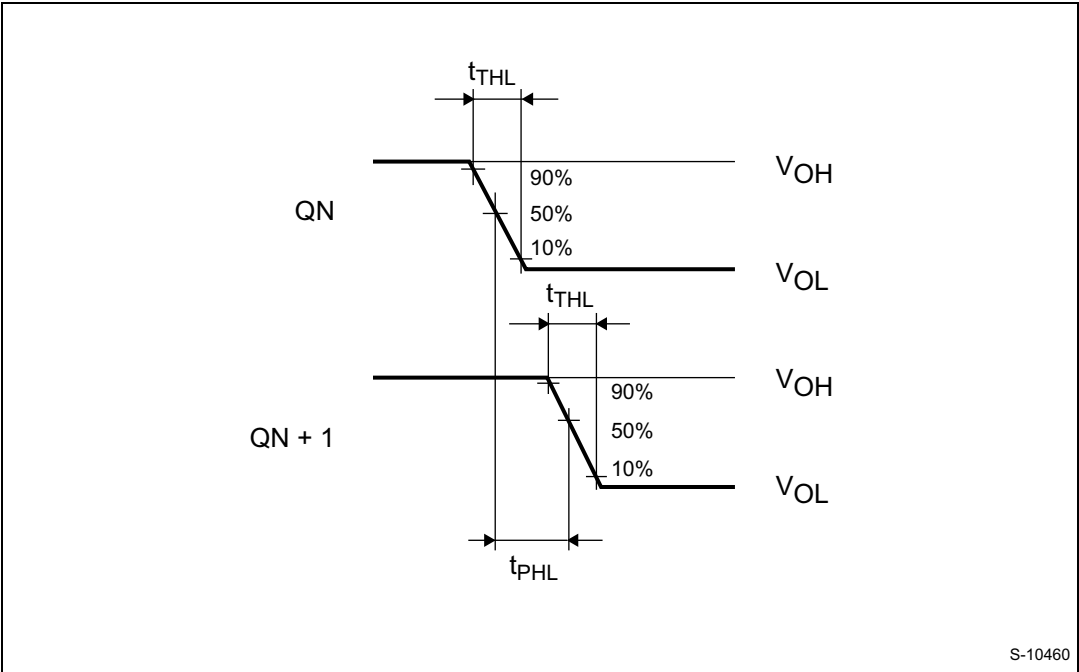 tTHL
VOH
90%
QN
50%
10%
VOL
tTHL
VOH
90%
50%
QN + 1
10%
VOL
tPHL
S-10460